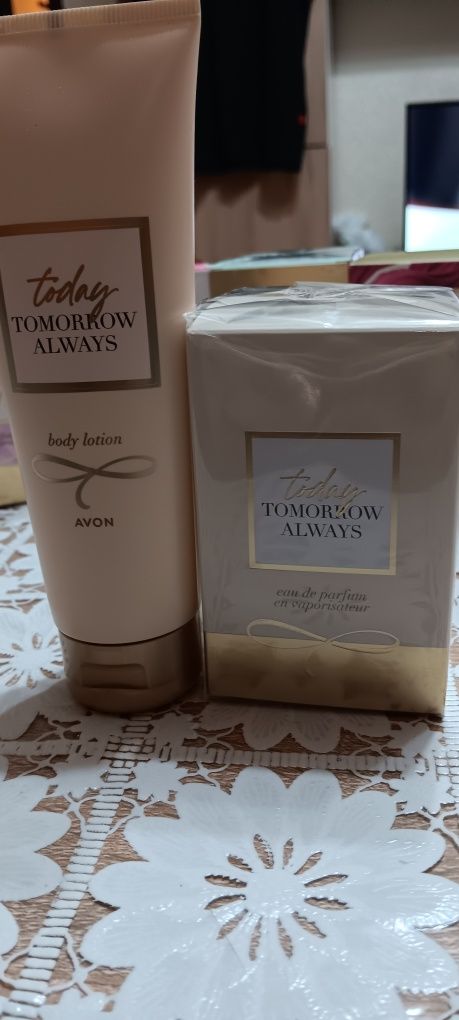 today
TOMORROW
ALWAYS
body lotion
AVON
today
TOMORROW
ALWAYS
eau de parfum
en vaporisateur